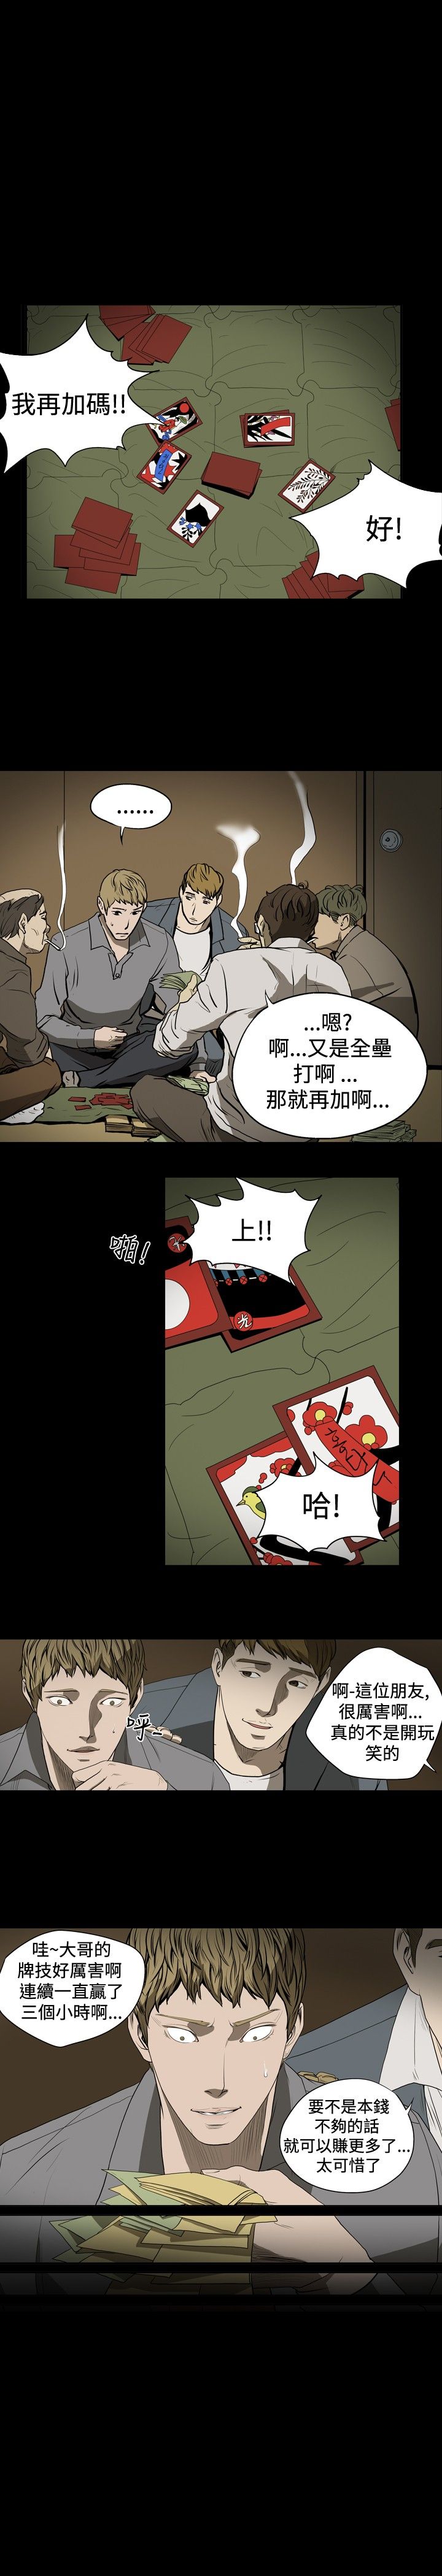 我再加碼!!
好!
......
...嗯?
啊...又是全壘
打啊 ...
那就再加啊...
上!!
啪!
光
哈!
啊-這位朋友,
很厲害啊...
真的不是開玩
笑的
呼-
哇~大哥的
牌技好厲害啊
連續一直贏了
三個小時啊...
要不是本錢
不夠的話
就可以賺更多了...
太可惜了